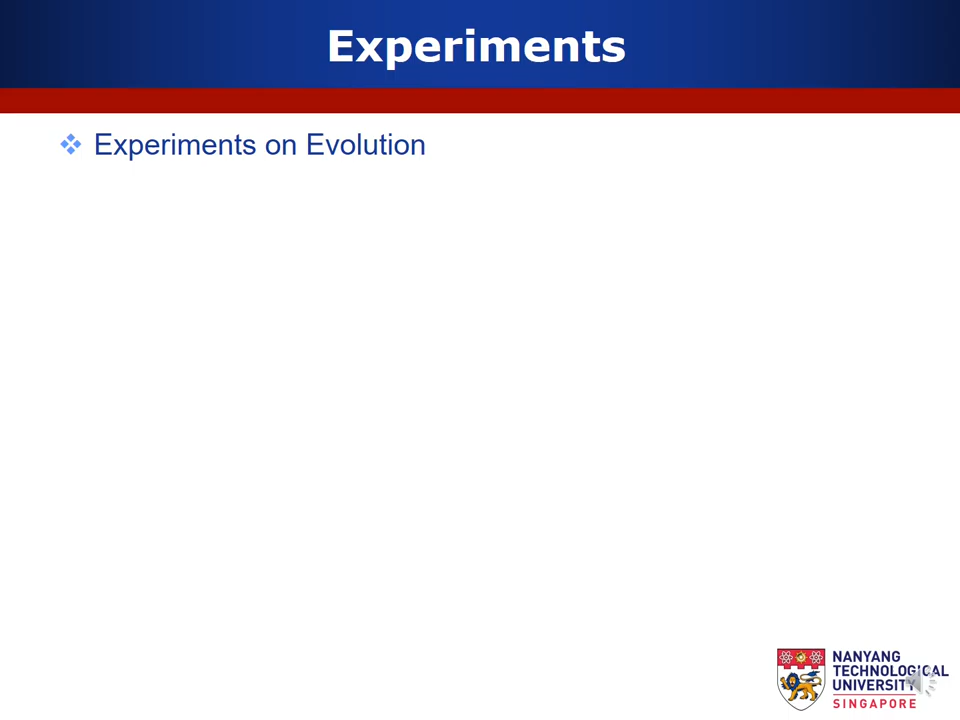 Experiments
Experiments on Evolution
NANYANG
TECHNOLOGICAL
UNIVERSITY
SINGAPORE